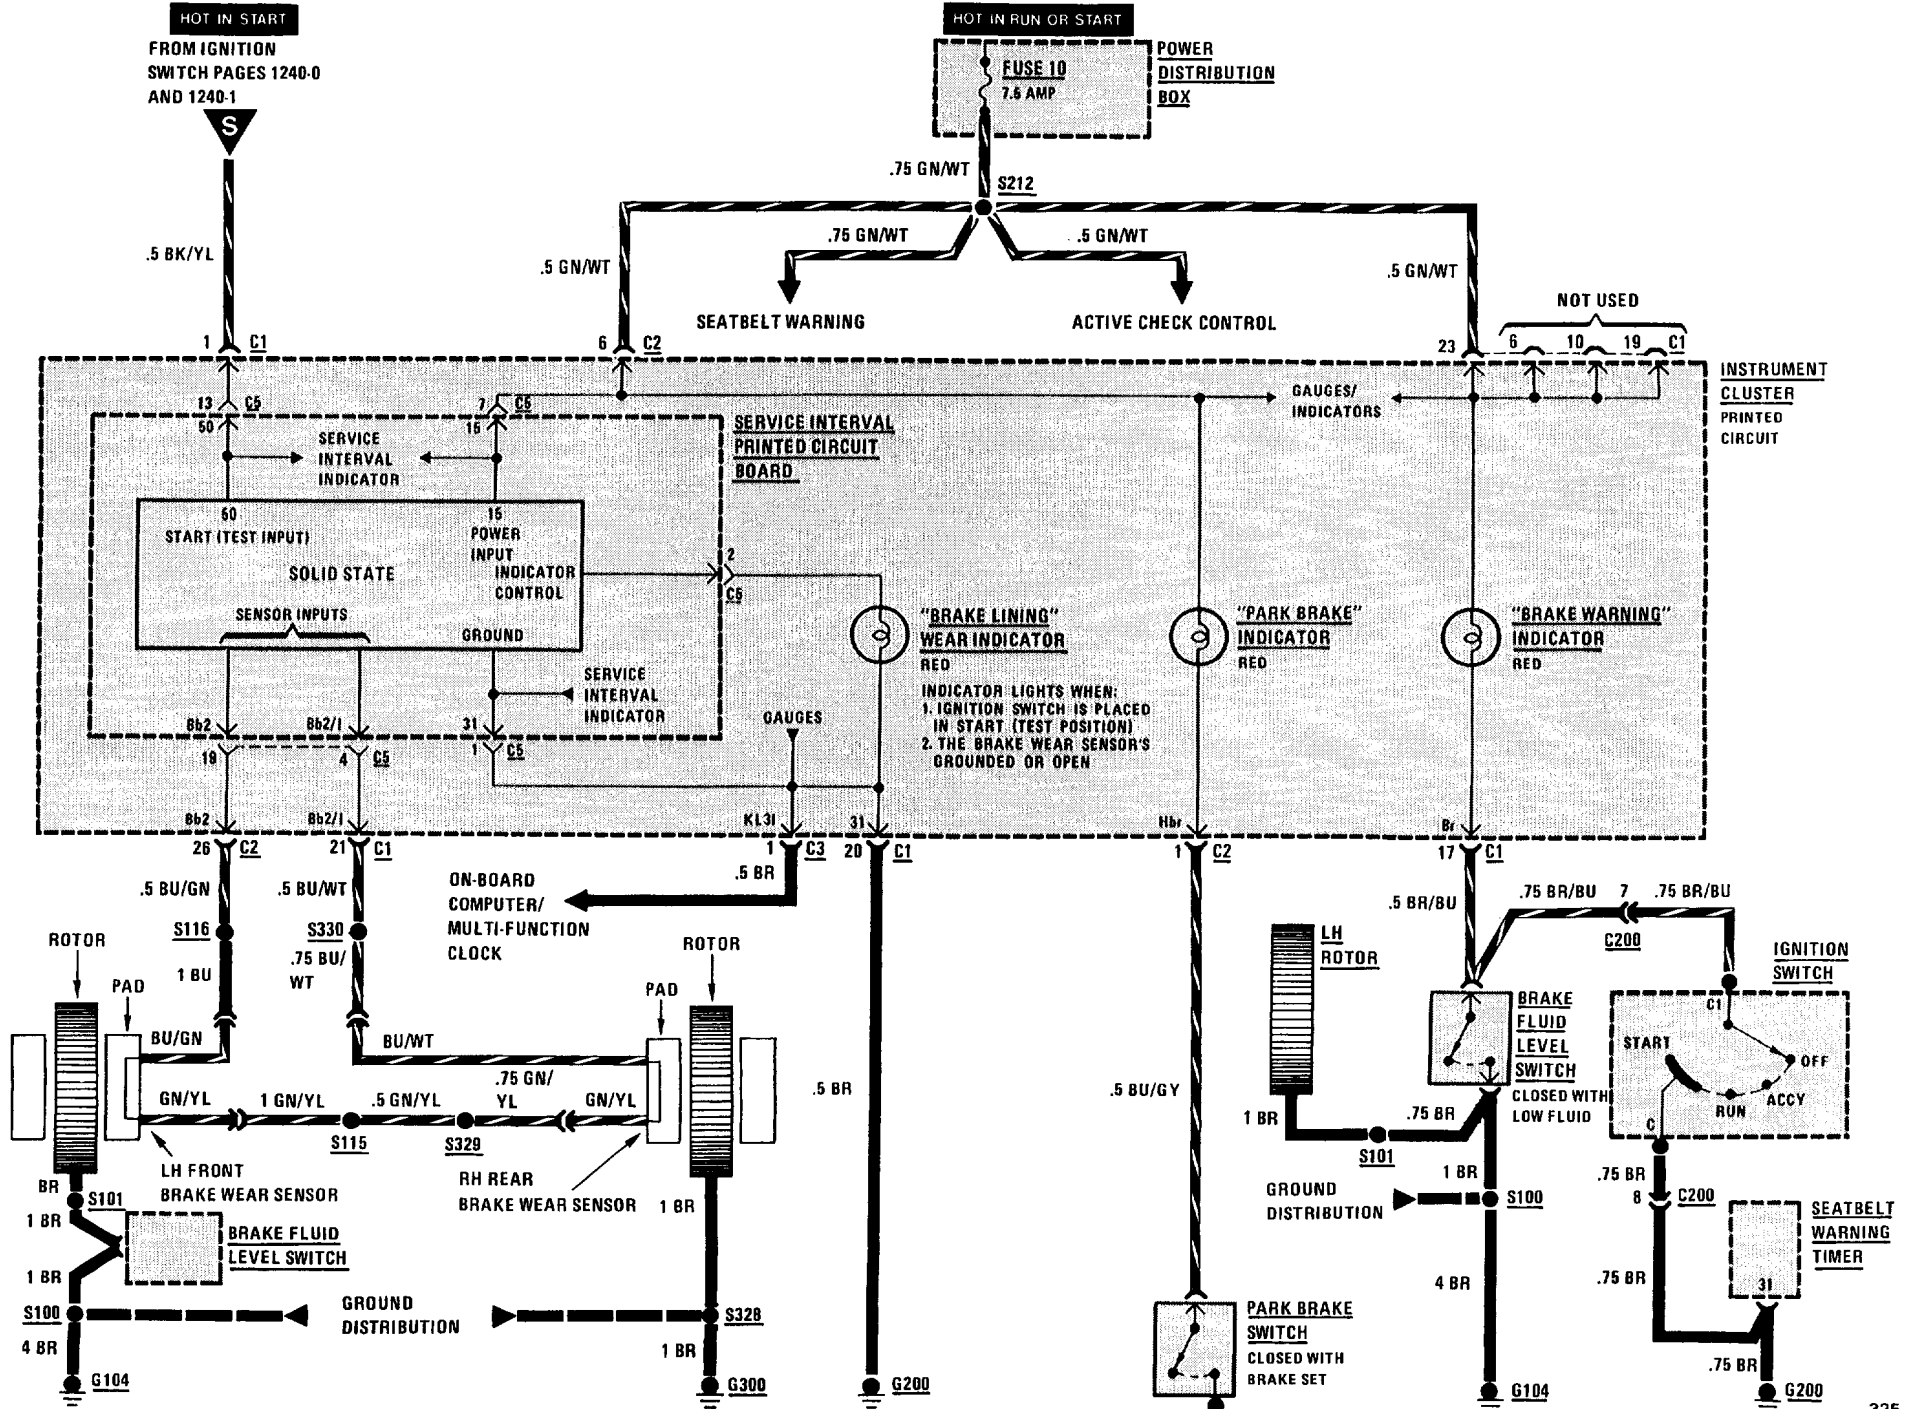 HOT IN START
FROM IGNITION
SWITCH PAGES 1240-0
AND 1240-1
S
.5 BK/YL
1 C1
HOT IN RUN OR START
FUSE 10
7.5 AMP
POWER
DISTRIBUTION
BOX
.75 GN/WT
S212
.75 GN/WT
.5 GN/WT
.5 GN/WT
.5 GN/WT
SEATBELT WARNING
ACTIVE CHECK CONTROL
NOT USED
6 C2
23 6 10 19 C1
INSTRUMENT
CLUSTER
PRINTED
CIRCUIT
GAUGES/
INDICATORS
13 C5
7 C5
50
15
SERVICE
INTERVAL
INDICATOR
SERVICE INTERVAL
PRINTED CIRCUIT
BOARD
50
15
START (TEST INPUT)
POWER
INPUT
INDICATOR
CONTROL
SOLID STATE
SENSOR INPUTS
GROUND
2
C5
SERVICE
INTERVAL
INDICATOR
Bb2
Bb2/I
31
19
4 C5
1 C5
"BRAKE LINING"
WEAR INDICATOR
RED
INDICATOR LIGHTS WHEN:
1. IGNITION SWITCH IS PLACED
IN START (TEST POSITION)
2. THE BRAKE WEAR SENSOR'S
GROUNDED OR OPEN
"PARK BRAKE"
INDICATOR
RED
"BRAKE WARNING"
INDICATOR
RED
GAUGES
Bb2
Bb2/I
KL3I
31
Hbr
Br
26 C2
21 C1
1 C3
20 C1
1 C2
17 C1
.5 BU/GN
.5 BU/WT
.5 BR
ON-BOARD
COMPUTER/
MULTI-FUNCTION
CLOCK
S116
S330
ROTOR
PAD
1 BU
.75 BU/
WT
PAD
ROTOR
BU/GN
BU/WT
GN/YL
1 GN/YL
.5 GN/YL
.75 GN/
YL
GN/YL
S115
S329
LH FRONT
BRAKE WEAR SENSOR
RH REAR
BRAKE WEAR SENSOR
BR
S101
1 BR
BRAKE FLUID
LEVEL SWITCH
1 BR
S100
GROUND
DISTRIBUTION
4 BR
G104
1 BR
S328
1 BR
G300
.5 BR
G200
.5 BU/GY
PARK BRAKE
SWITCH
CLOSED WITH
BRAKE SET
.5 BR/BU
.75 BR/BU
7
.75 BR/BU
C200
LH
ROTOR
IGNITION
SWITCH
BRAKE
FLUID
LEVEL
SWITCH
CLOSED WITH
LOW FLUID
C1
START
OFF
ACCY
RUN
C
1 BR
.75 BR
S101
1 BR
GROUND
DISTRIBUTION
S100
4 BR
G104
.75 BR
8 C200
.75 BR
SEATBELT
WARNING
TIMER
31
.75 BR
G200